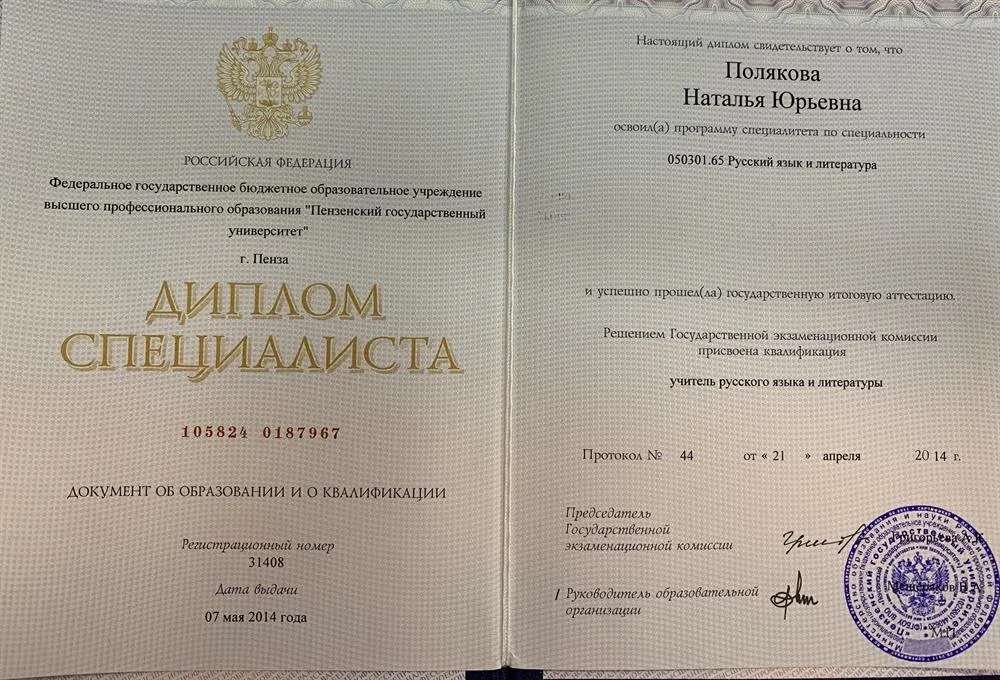 РОССИЙСКАЯ ФЕДЕРАЦИЯ
Федеральное государственное бюджетное образовательное учреждение
высшего профессионального образования "Пензенский государственный
университет"
г. Пенза
ДИПЛОМ
СПЕЦИАЛИСТА
105824 0187967
ДОКУМЕНТ ОБ ОБРАЗОВАНИИ И О КВАЛИФИКАЦИИ
Регистрационный номер
31408
Дата выдачи
07 мая 2014 года
Настоящий диплом свидетельствует о том, что
Полякова
Наталья Юрьевна
освоил(а) программу специалитета по специальности
050301.65 Русский язык и литература
и успешно прошел(ла) государственную итоговую аттестацию.
Решением Государственной экзаменационной комиссии
присвоена квалификация
учитель русского языка и литературы
Протокол № 44 от « 21 » апреля 20 14 г.
Председатель
Государственной
экзаменационной комиссии
Григорьева А.К
/ Руководитель образовательной
организации
Мещеряков В.А
М.П.